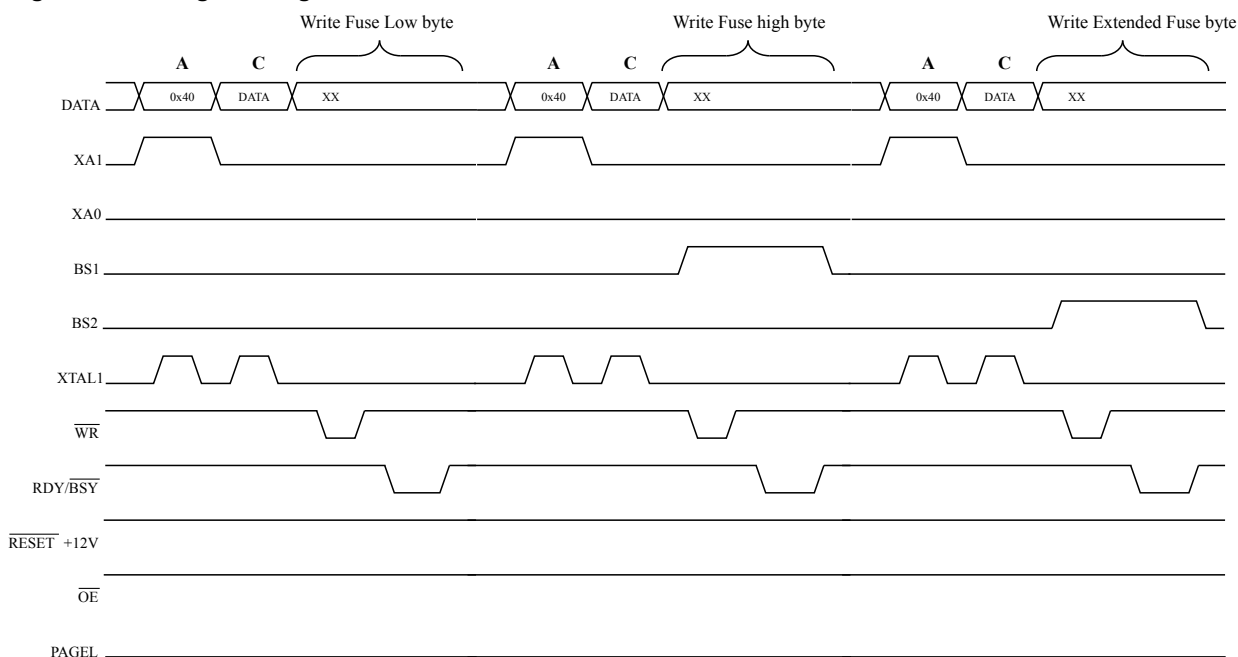 Write Fuse Low byte Write Fuse high byte Write Extended Fuse byte
A C A C A C
DATA 0x40 DATA XX 0x40 DATA XX 0x40 DATA XX
XA1
XA0
BS1
BS2
XTAL1
WR
RDY/BSY
RESET +12V
OE
PAGEL